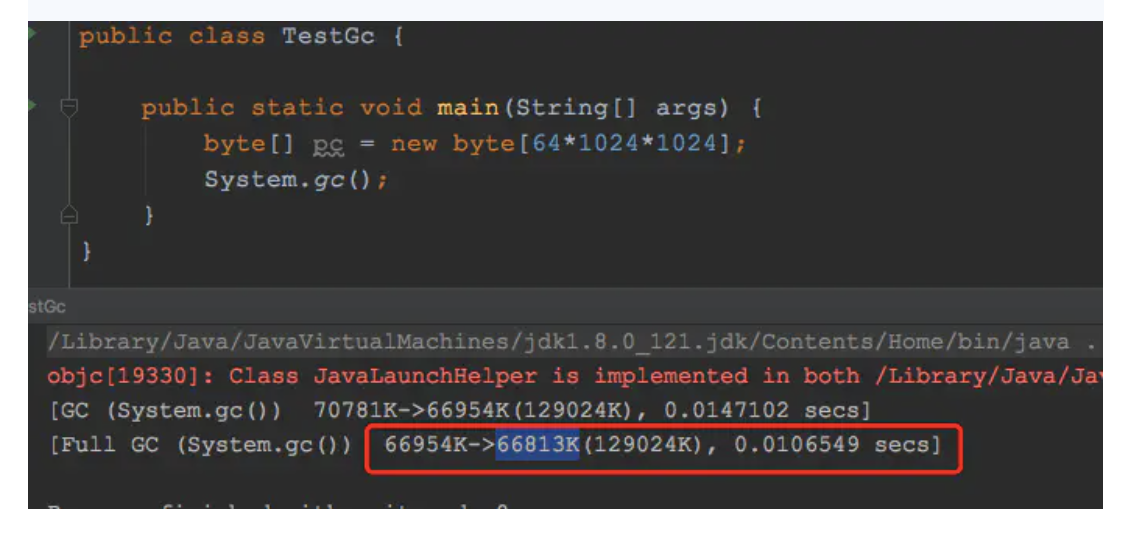 public class TestGc {
public static void main(String[] args) {
byte[] pc = new byte[64*1024*1024];
System.gc();
}
}
stGc
/Library/Java/JavaVirtualMachines/jdk1.8.0_121.jdk/Contents/Home/bin/java .
objc[19330]: Class JavaLaunchHelper is implemented in both /Library/Java/Ja
[GC (System.gc())  70781K->66954K(129024K), 0.0147102 secs]
[Full GC (System.gc())  66954K->66813K(129024K), 0.0106549 secs]